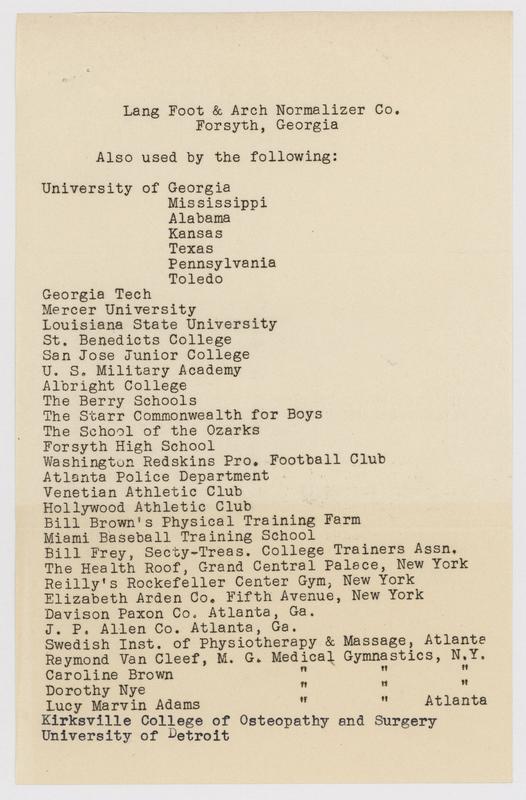 Lang Foot & Arch Normalizer Co.
Forsyth, Georgia
Also used by the following:
University of Georgia
Mississippi
Alabama
Kansas
Texas
Pennsylvania
Toledo
Georgia Tech
Mercer University
Louisiana State University
St. Benedicts College
San Jose Junior College
U. S. Military Academy
Albright College
The Berry Schools
The Starr Commonwealth for Boys
The School of the Ozarks
Forsyth High School
Washington Redskins Pro. Football Club
Atlanta Police Department
Venetian Athletic Club
Hollywood Athletic Club
Bill Brown's Physical Training Farm
Miami Baseball Training School
Bill Frey, Secty-Treas. College Trainers Assn.
The Health Roof, Grand Central Palace, New York
Reilly's Rockefeller Center Gym, New York
Elizabeth Arden Co. Fifth Avenue, New York
Davison Paxon Co. Atlanta, Ga.
J. P. Allen Co. Atlanta, Ga.
Swedish Inst. of Physiotherapy & Massage, Atlanta
Raymond Van Cleef, M. G. Medical Gymnastics, N.Y.
Caroline Brown " " "
Dorothy Nye " " "
Lucy Marvin Adams " " Atlanta
Kirksville College of Osteopathy and Surgery
University of Detroit